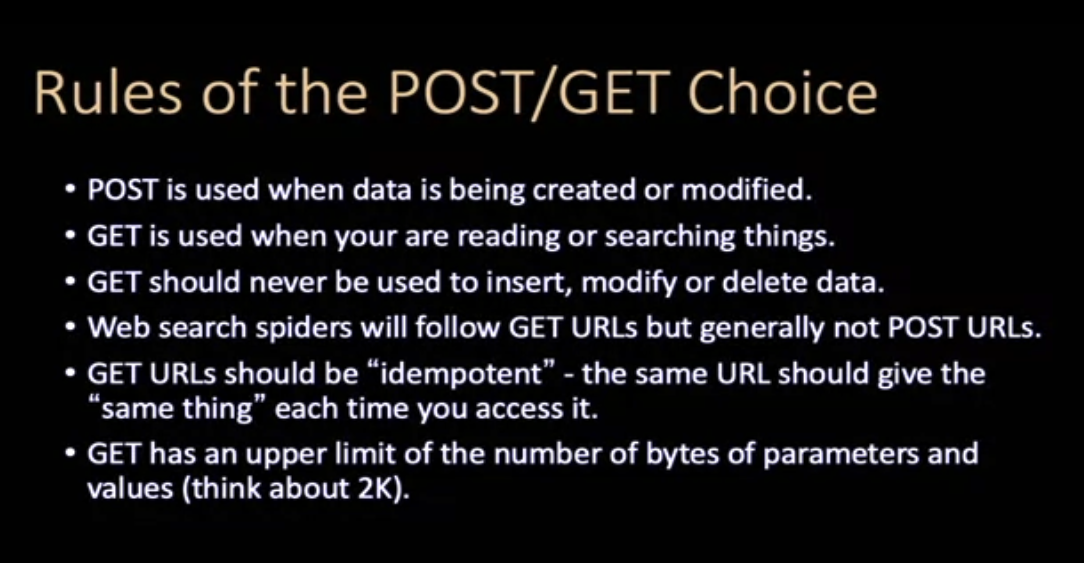 Rules of the POST/GET Choice
• POST is used when data is being created or modified.
• GET is used when your are reading or searching things.
• GET should never be used to insert, modify or delete data.
• Web search spiders will follow GET URLs but generally not POST URLs.
• GET URLs should be “idempotent” - the same URL should give the
“same thing” each time you access it.
• GET has an upper limit of the number of bytes of parameters and
values (think about 2K).